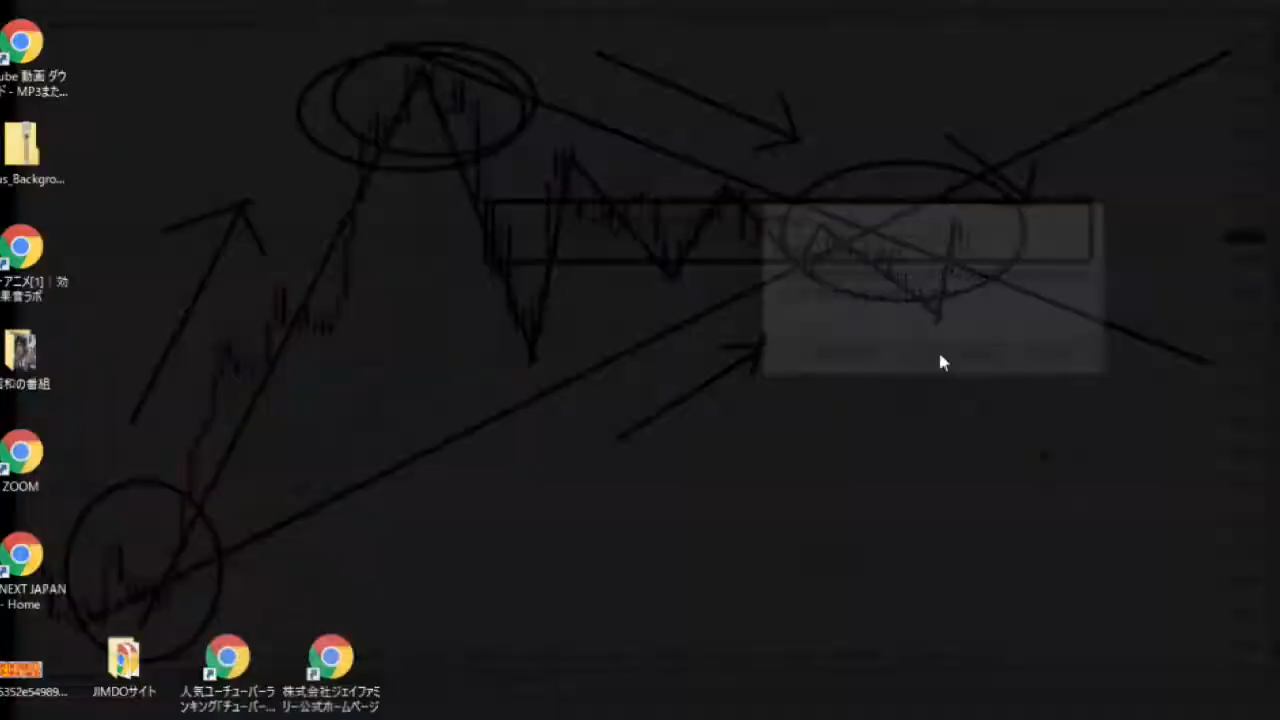 ube 動画 ダウ
ド - MP3また...
us_Backgro...
アニメ[1]｜効
果音ラボ
和の番組
ZOOM
NEXT JAPAN
- Home
5352e54989...
JIMDOサイト
人気ユーチューバーラ
ンキング「チューバー...
株式会社ジェイファミ
リー公式ホームページ